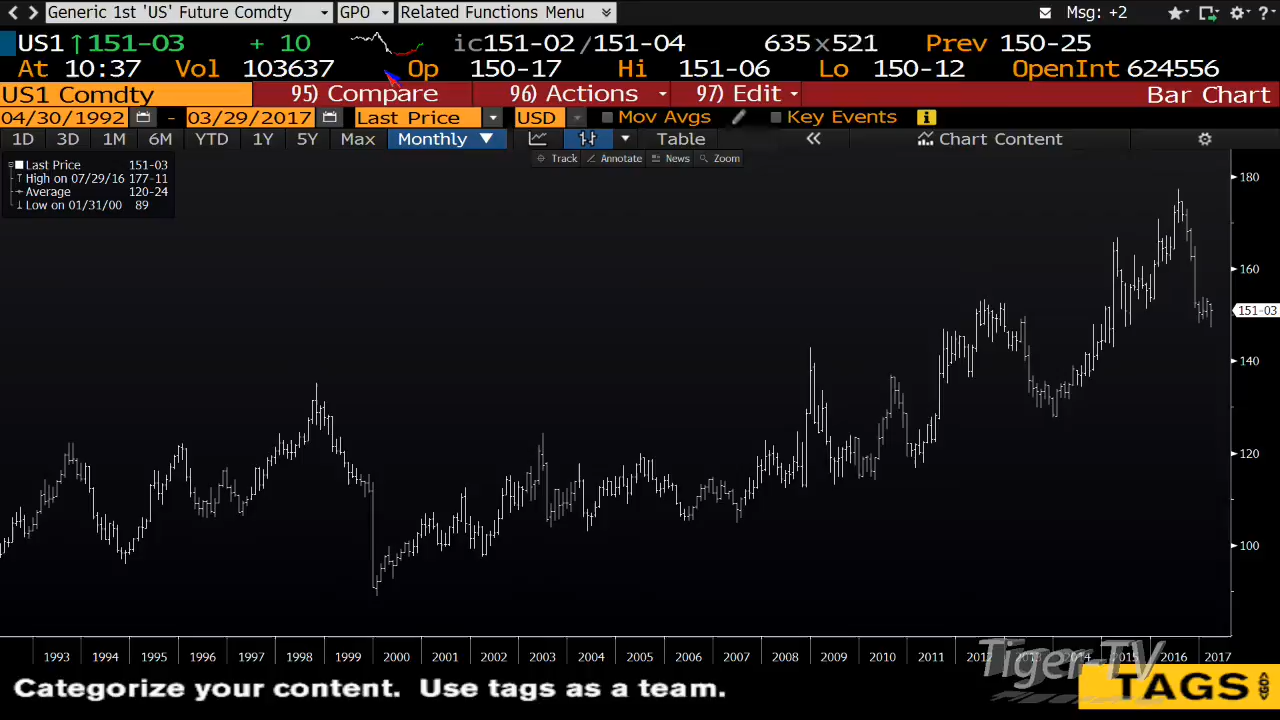 Generic 1st 'US' Future Comdty GPO Related Functions Menu Msg: +2
US1 ↑151-03 + 10 ic151-02/151-04 635x521 Prev 150-25
At 10:37 Vol 103637 Op 150-17 Hi 151-06 Lo 150-12 OpenInt 624556
US1 Comdty 95) Compare 96) Actions 97) Edit Bar Chart
04/30/1992 - 03/29/2017 Last Price USD Mov Avgs Key Events
1D 3D 1M 6M YTD 1Y 5Y Max Monthly ▼ Table « Chart Content
Track Annotate News Zoom
Last Price 151-03
High on 07/29/16 177-11
Average 120-24
Low on 01/31/00 89
180
160
151-03
140
120
100
1993 1994 1995 1996 1997 1998 1999 2000 2001 2002 2003 2004 2005 2006 2007 2008 2009 2010 2011 2012 2013 2014 2015 2016 2017
Tiger-TV
Categorize your content. Use tags as a team. TAGS